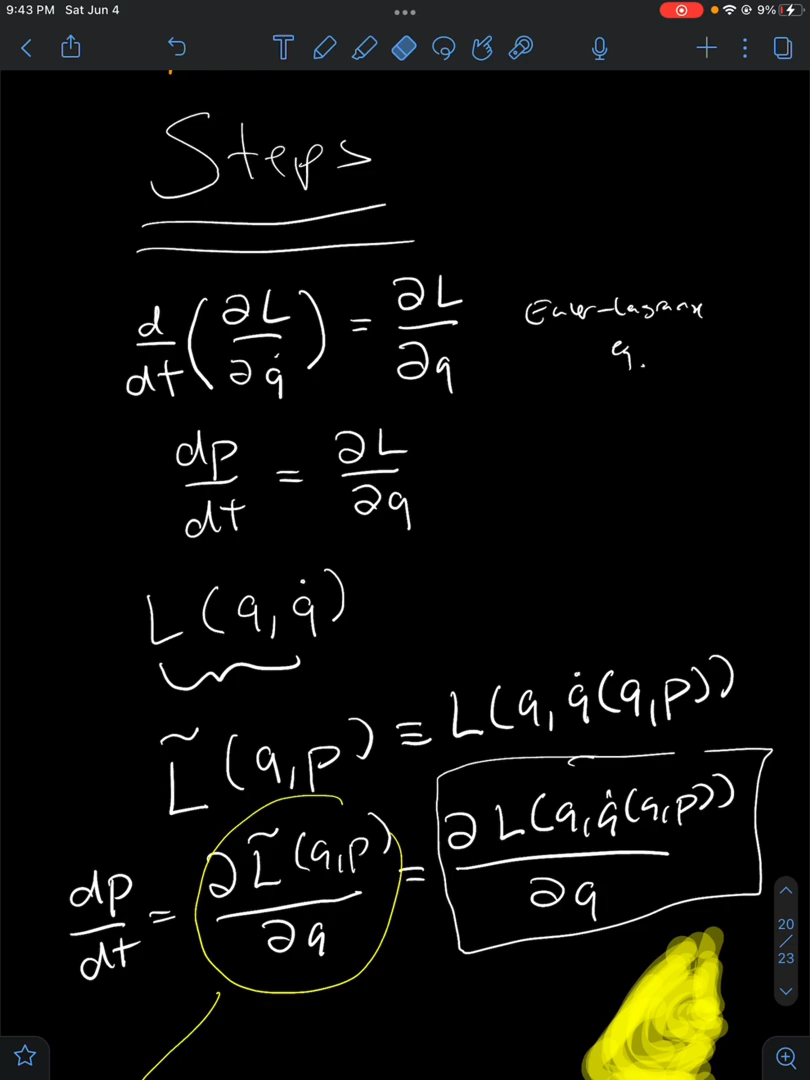 9:43 PM Sat Jun 4 9%
Steps
d/dt (∂L/∂q̇) = ∂L/∂q Euler-Lagrange
eq.
dp/dt = ∂L/∂q
L(q, q̇)
L̃(q,p) ≡ L(q, q̇(q,p))
dp/dt = ∂L̃(q,p)/∂q = ∂L(q, q̇(q,p))/∂q
20
/
23